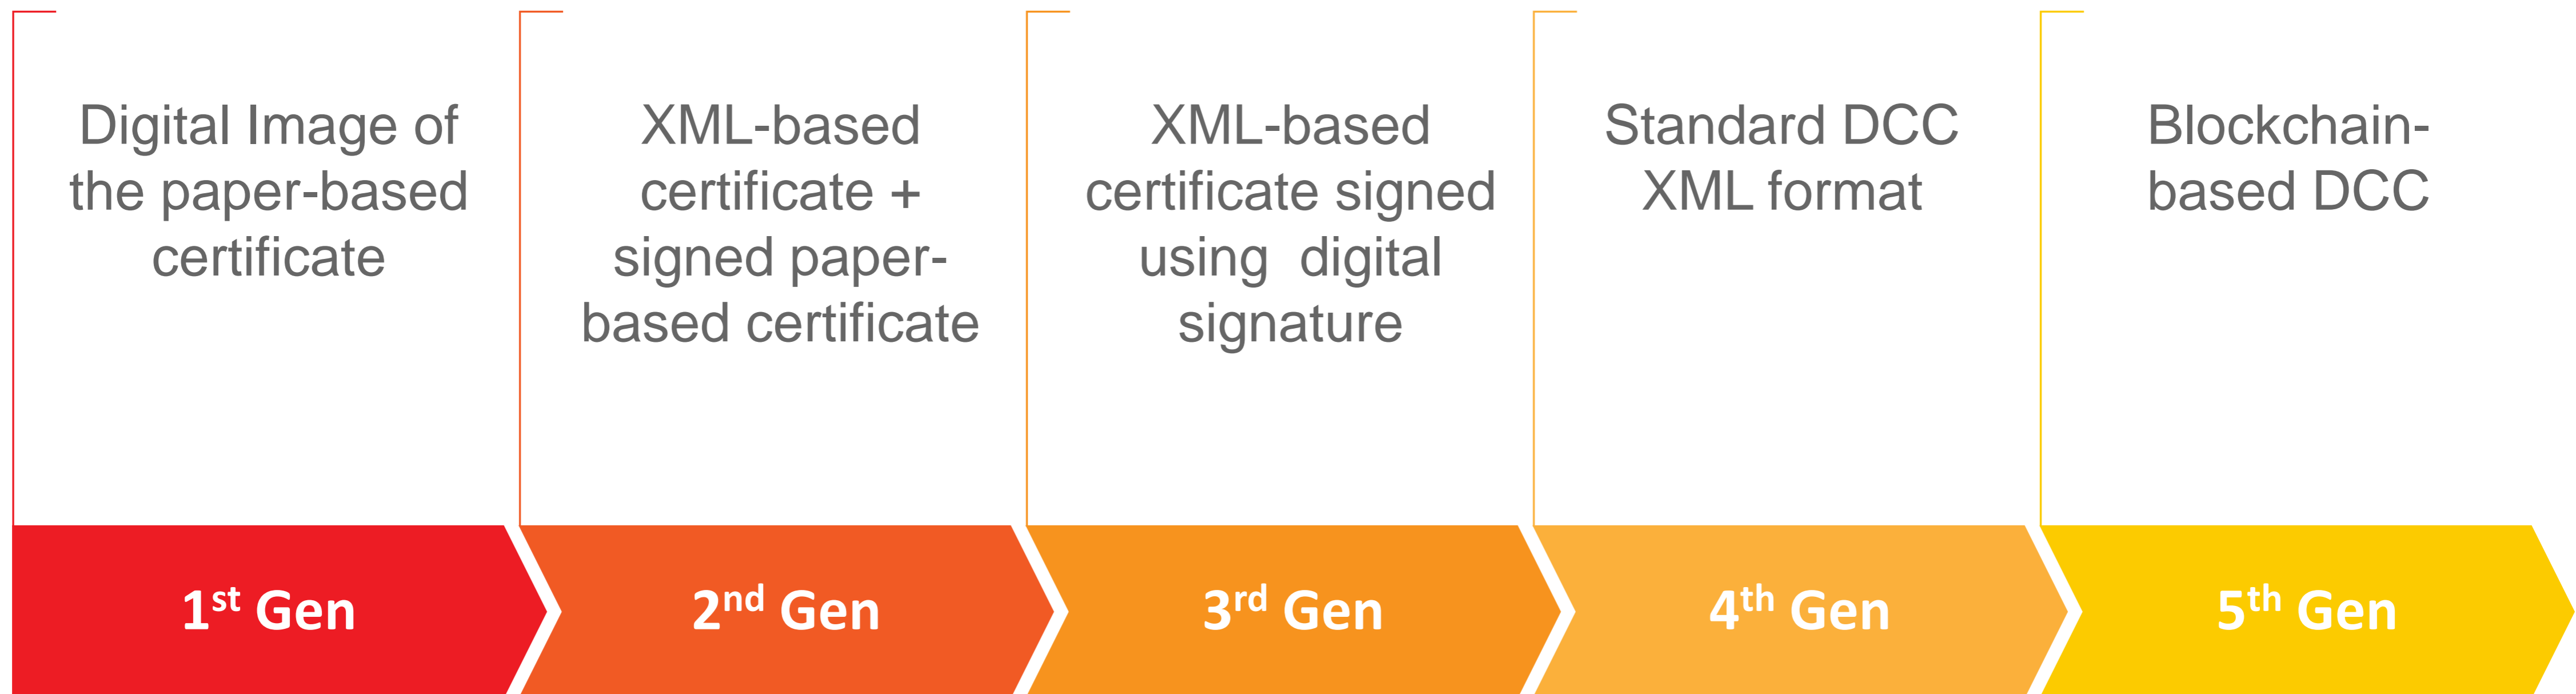 Digital Image of
the paper-based
certificate
XML-based
certificate +
signed paper-
based certificate
XML-based
certificate signed
using  digital
signature
Standard DCC
XML format
Blockchain-
based DCC
1st Gen
2nd Gen
3rd Gen
4th Gen
5th Gen